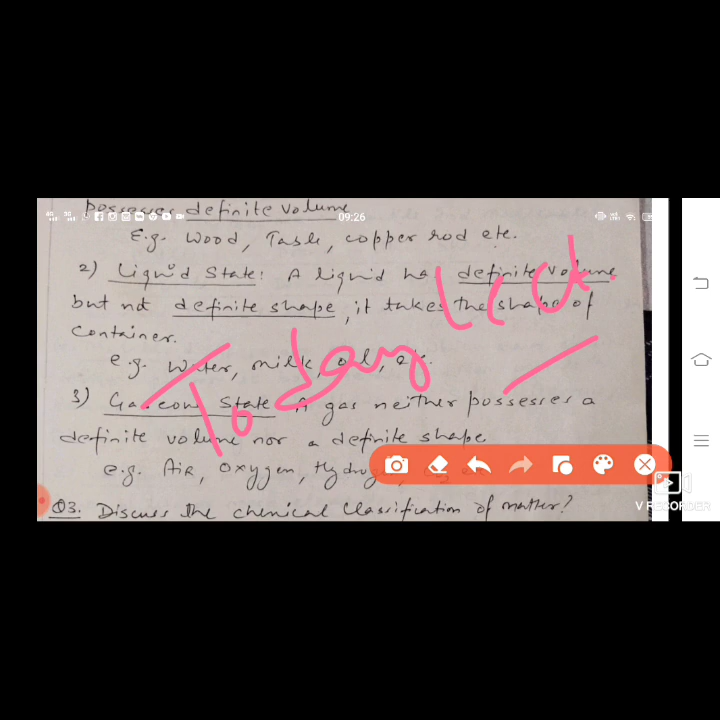 possesses definite volume
09:26
E.g. Wood, Table, copper rod etc.
2) Liquid State: A liquid ha definite volume
but not definite shape, it takes the shape of
Container.
e.g. Water, milk, oil, etc.
3) Gaseous State A gas neither possesses a
definite volume nor a definite shape
e.g. Air, Oxygen, Hydrog
Q3. Discuss the chemical classification of matter?
Today
V RECORDER